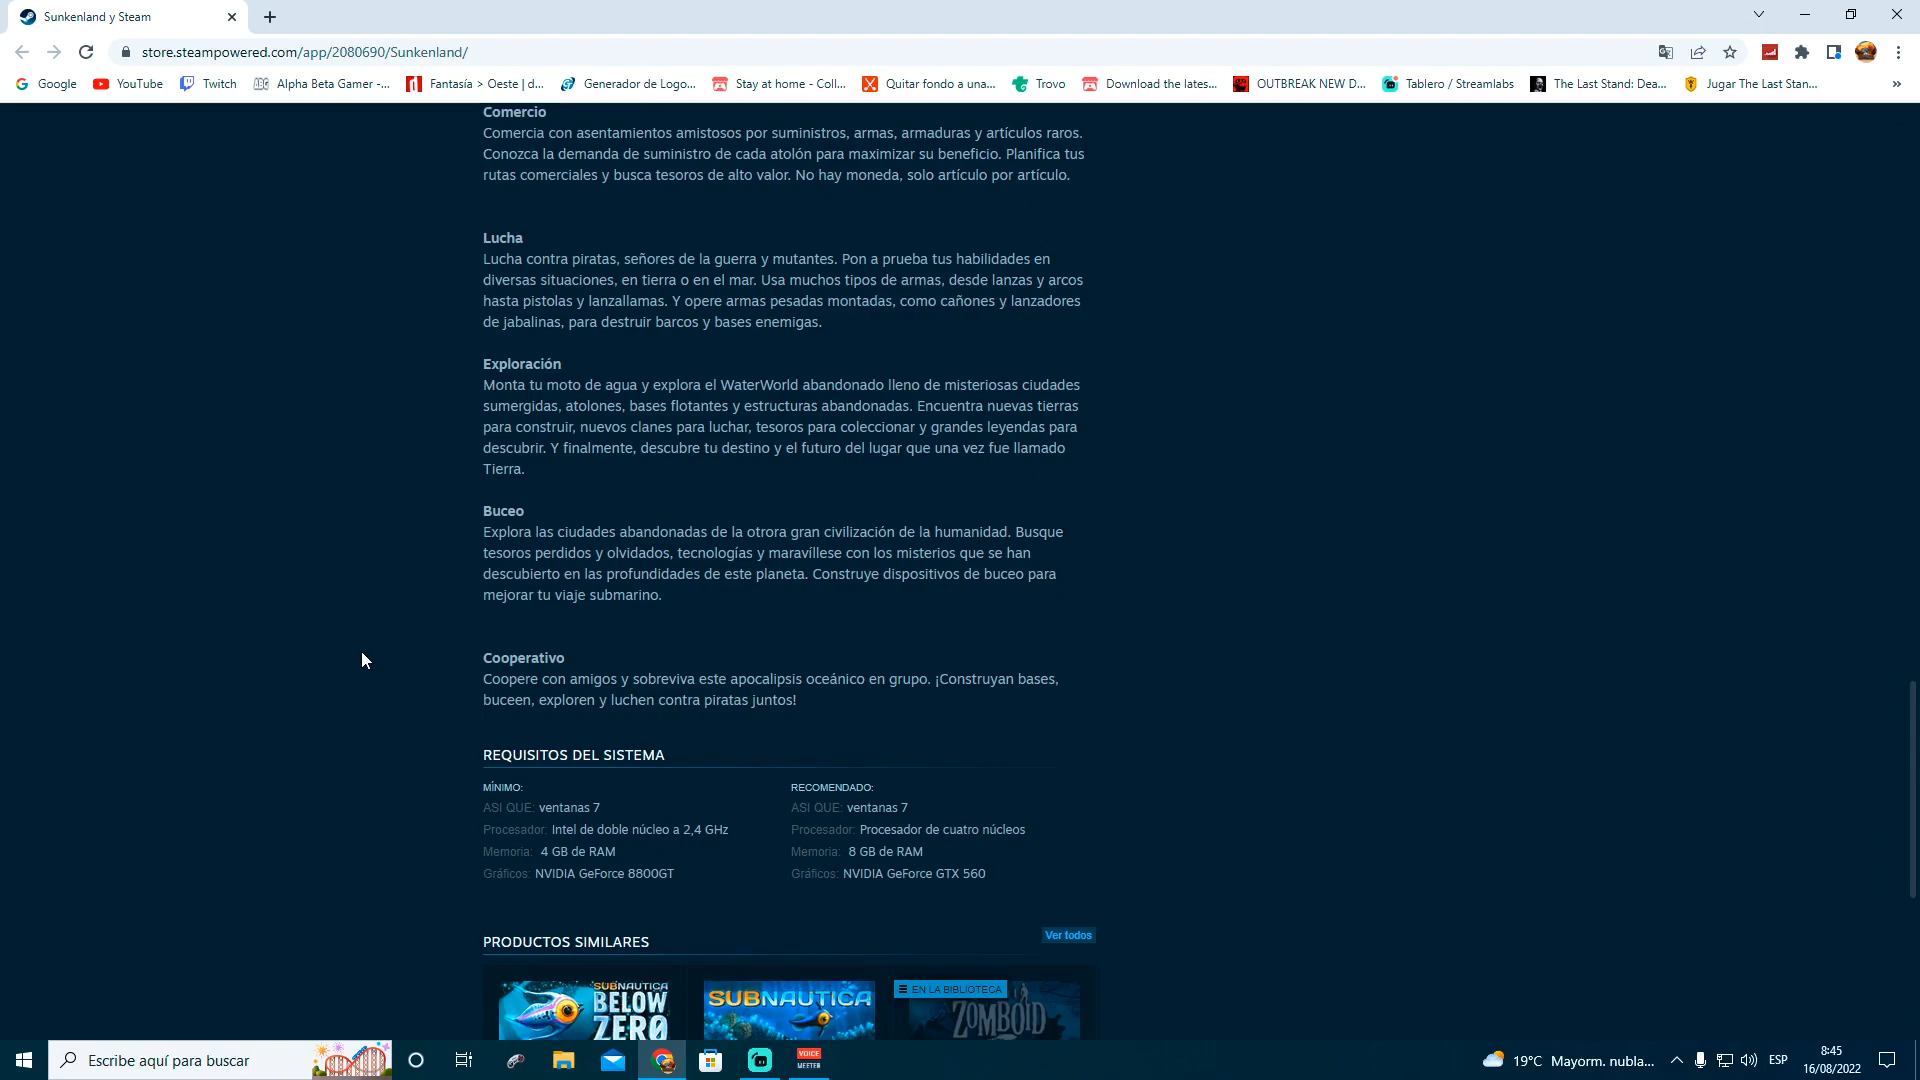 Sunkenland y Steam
store.steampowered.com/app/2080690/Sunkenland/
Google
YouTube
Twitch
Alpha Beta Gamer -...
Fantasía > Oeste | d...
Generador de Logo...
Stay at home - Coll...
Quitar fondo a una...
Trovo
Download the lates...
OUTBREAK NEW D...
Tablero / Streamlabs
The Last Stand: Dea...
Jugar The Last Stan...
Comercio
Comercia con asentamientos amistosos por suministros, armas, armaduras y artículos raros.
Conozca la demanda de suministro de cada atolón para maximizar su beneficio. Planifica tus
rutas comerciales y busca tesoros de alto valor. No hay moneda, solo artículo por artículo.
Lucha
Lucha contra piratas, señores de la guerra y mutantes. Pon a prueba tus habilidades en
diversas situaciones, en tierra o en el mar. Usa muchos tipos de armas, desde lanzas y arcos
hasta pistolas y lanzallamas. Y opere armas pesadas montadas, como cañones y lanzadores
de jabalinas, para destruir barcos y bases enemigas.
Exploración
Monta tu moto de agua y explora el WaterWorld abandonado lleno de misteriosas ciudades
sumergidas, atolones, bases flotantes y estructuras abandonadas. Encuentra nuevas tierras
para construir, nuevos clanes para luchar, tesoros para coleccionar y grandes leyendas para
descubrir. Y finalmente, descubre tu destino y el futuro del lugar que una vez fue llamado
Tierra.
Buceo
Explora las ciudades abandonadas de la otrora gran civilización de la humanidad. Busque
tesoros perdidos y olvidados, tecnologías y maravíllese con los misterios que se han
descubierto en las profundidades de este planeta. Construye dispositivos de buceo para
mejorar tu viaje submarino.
Cooperativo
Coopere con amigos y sobreviva este apocalipsis oceánico en grupo. ¡Construyan bases,
buceen, exploren y luchen contra piratas juntos!
REQUISITOS DEL SISTEMA
MÍNIMO:
ASI QUE: ventanas 7
Procesador: Intel de doble núcleo a 2,4 GHz
Memoria: 4 GB de RAM
Gráficos: NVIDIA GeForce 8800GT
RECOMENDADO:
ASI QUE: ventanas 7
Procesador: Procesador de cuatro núcleos
Memoria: 8 GB de RAM
Gráficos: NVIDIA GeForce GTX 560
PRODUCTOS SIMILARES
Ver todos
SUBNAUTICA
BELOW
ZERO
SUBNAUTICA
EN LA BIBLIOTECA
ZOMBOID
Escribe aquí para buscar
VOICE
MEETER
19°C Mayorm. nubla...
ESP
8:45
16/08/2022